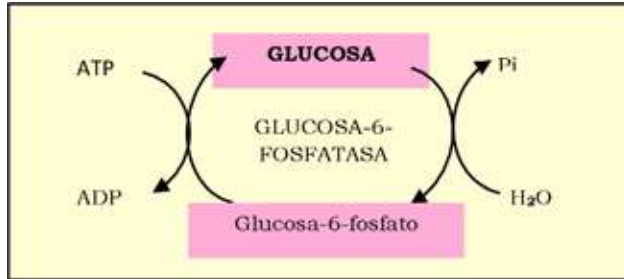 GLUCOSA
ATP
Pi
GLUCOSA-6-
FOSFATASA
ADP
H₂O
Glucosa-6-fosfato